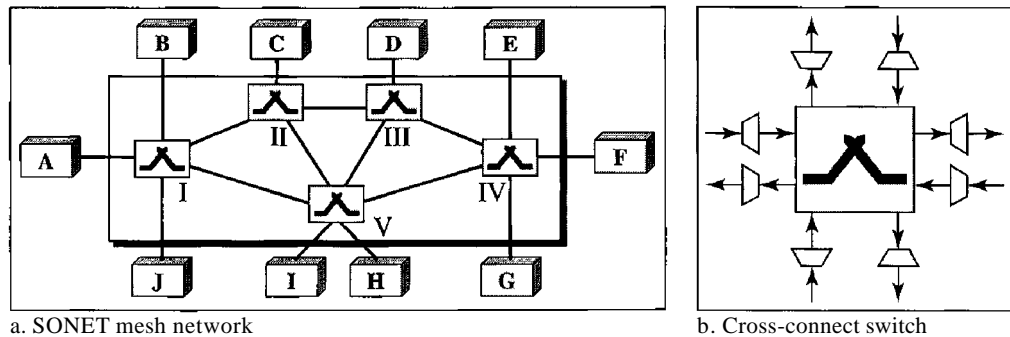 B C D E
II III
A F
I IV
V
J I H G
a. SONET mesh network
b. Cross-connect switch